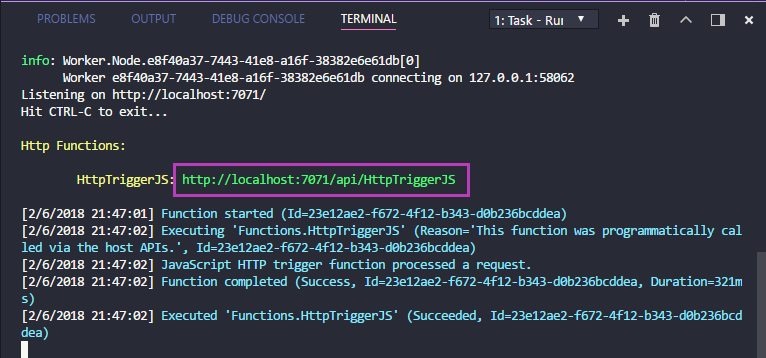 PROBLEMS OUTPUT DEBUG CONSOLE TERMINAL 1: Task - Rur
info: Worker.Node.e8f40a37-7443-41e8-a16f-38382e6e61db[0]
Worker e8f40a37-7443-41e8-a16f-38382e6e61db connecting on 127.0.0.1:58062
Listening on http://localhost:7071/
Hit CTRL-C to exit...
Http Functions:
HttpTriggerJS: http://localhost:7071/api/HttpTriggerJS
[2/6/2018 21:47:01] Function started (Id=23e12ae2-f672-4f12-b343-d0b236bcddea)
[2/6/2018 21:47:02] Executing 'Functions.HttpTriggerJS' (Reason='This function was programmatically cal
led via the host APIs.', Id=23e12ae2-f672-4f12-b343-d0b236bcddea)
[2/6/2018 21:47:02] JavaScript HTTP trigger function processed a request.
[2/6/2018 21:47:02] Function completed (Success, Id=23e12ae2-f672-4f12-b343-d0b236bcddea, Duration=321m
s)
[2/6/2018 21:47:02] Executed 'Functions.HttpTriggerJS' (Succeeded, Id=23e12ae2-f672-4f12-b343-d0b236bcd
dea)